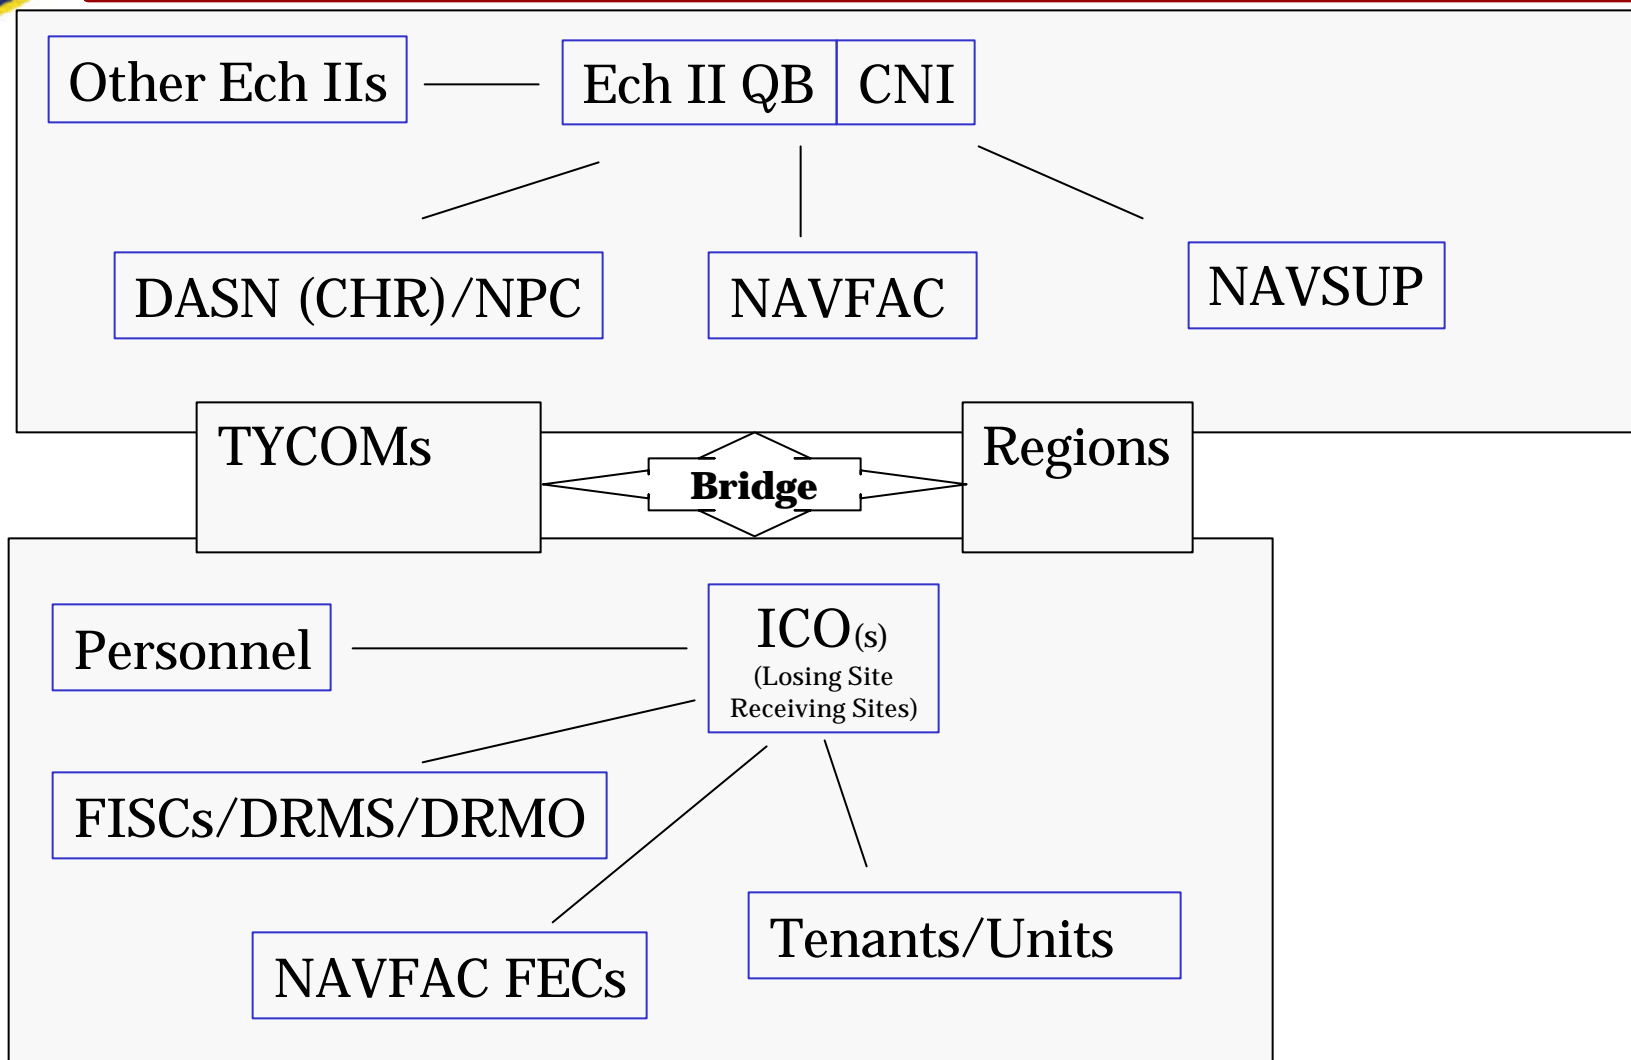 Other Ech IIs
Ech II QB
CNI
DASN (CHR)/NPC
NAVFAC
NAVSUP
TYCOMs
Bridge
Regions
Personnel
ICO(s)
(Losing Site
Receiving Sites)
FISCs/DRMS/DRMO
Tenants/Units
NAVFAC FECs